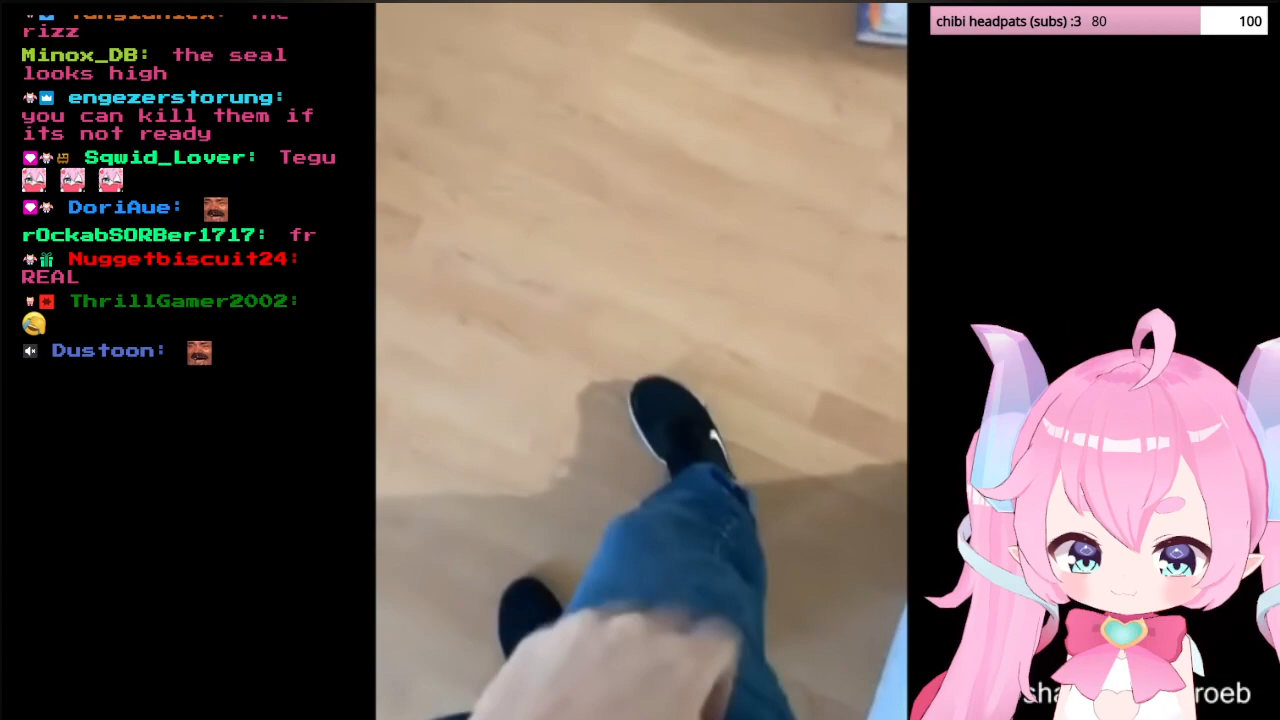 rizz
Minox_DB: the seal
looks high
engezerstorung:
you can kill them if
its not ready
Sqwid_Lover: Tegu
DoriAue:
rOckabSORBer1717: fr
Nuggetbiscuit24:
REAL
ThrillGamer2002:
Dustoon:
chibi headpats (subs) :3 80 100